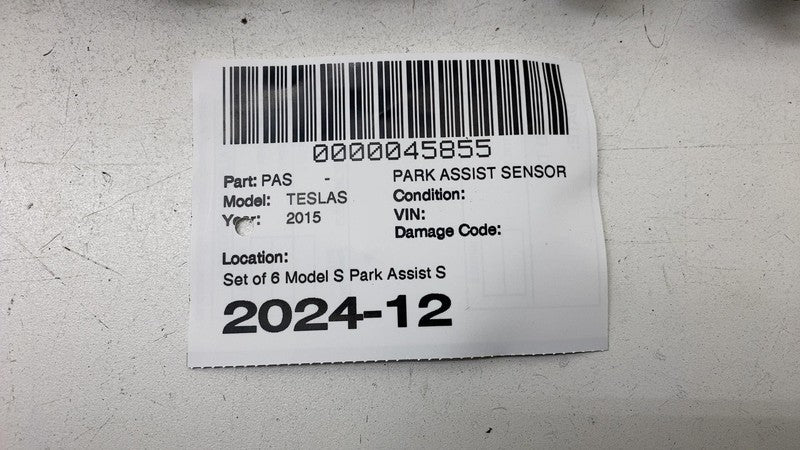 0000045855
Part: PAS - PARK ASSIST SENSOR
Model: TESLAS Condition:
Year: 2015 VIN:
Damage Code:
Location:
Set of 6 Model S Park Assist S
2024-12